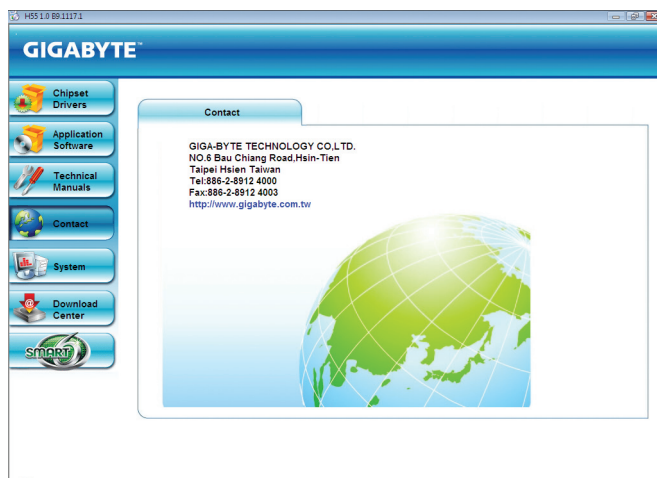 H55 1.0 B9.1117.1
GIGABYTE™
Chipset
Drivers
Application
Software
Technical
Manuals
Contact
System
Download
Center
SMART6
Contact
GIGA-BYTE TECHNOLOGY CO,LTD.
NO.6 Bau Chiang Road,Hsin-Tien
Taipei Hsien Taiwan
Tel:886-2-8912 4000
Fax:886-2-8912 4003
http://www.gigabyte.com.tw